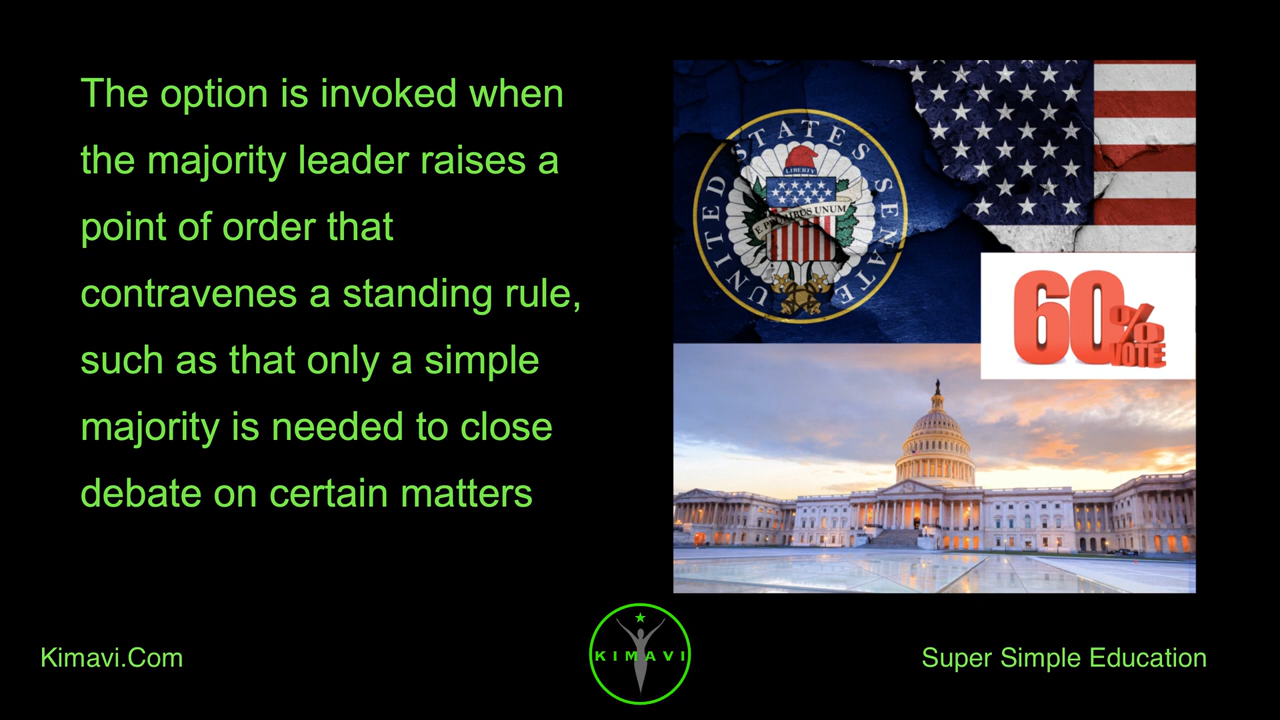 The option is invoked when
the majority leader raises a
point of order that
contravenes a standing rule,
such as that only a simple
majority is needed to close
debate on certain matters
UNITED STATES SENATE
LIBERTY
E PLURIBUS UNUM
60%
VOTE
Kimavi.Com
KIMAVI
Super Simple Education